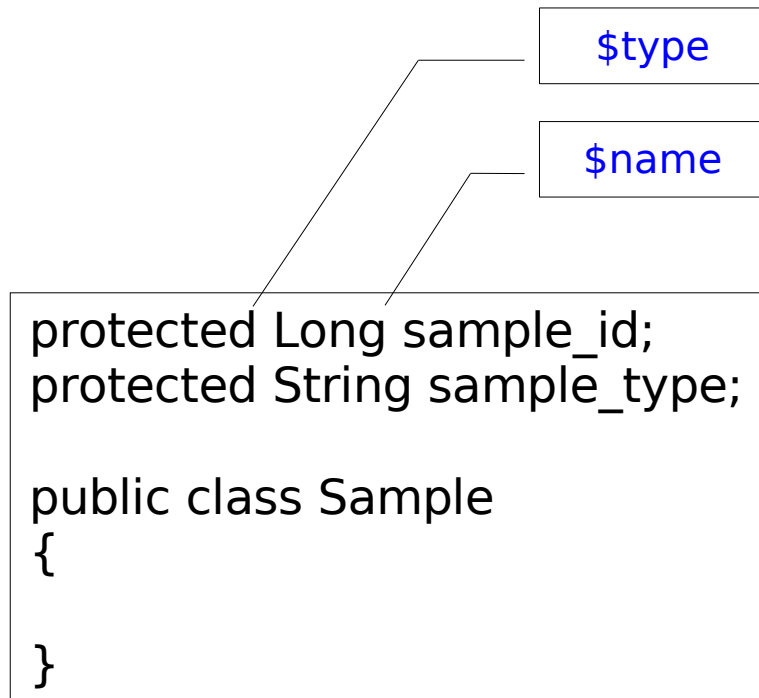 $type
$name
protected Long sample_id;
protected String sample_type;
public class Sample
{
}